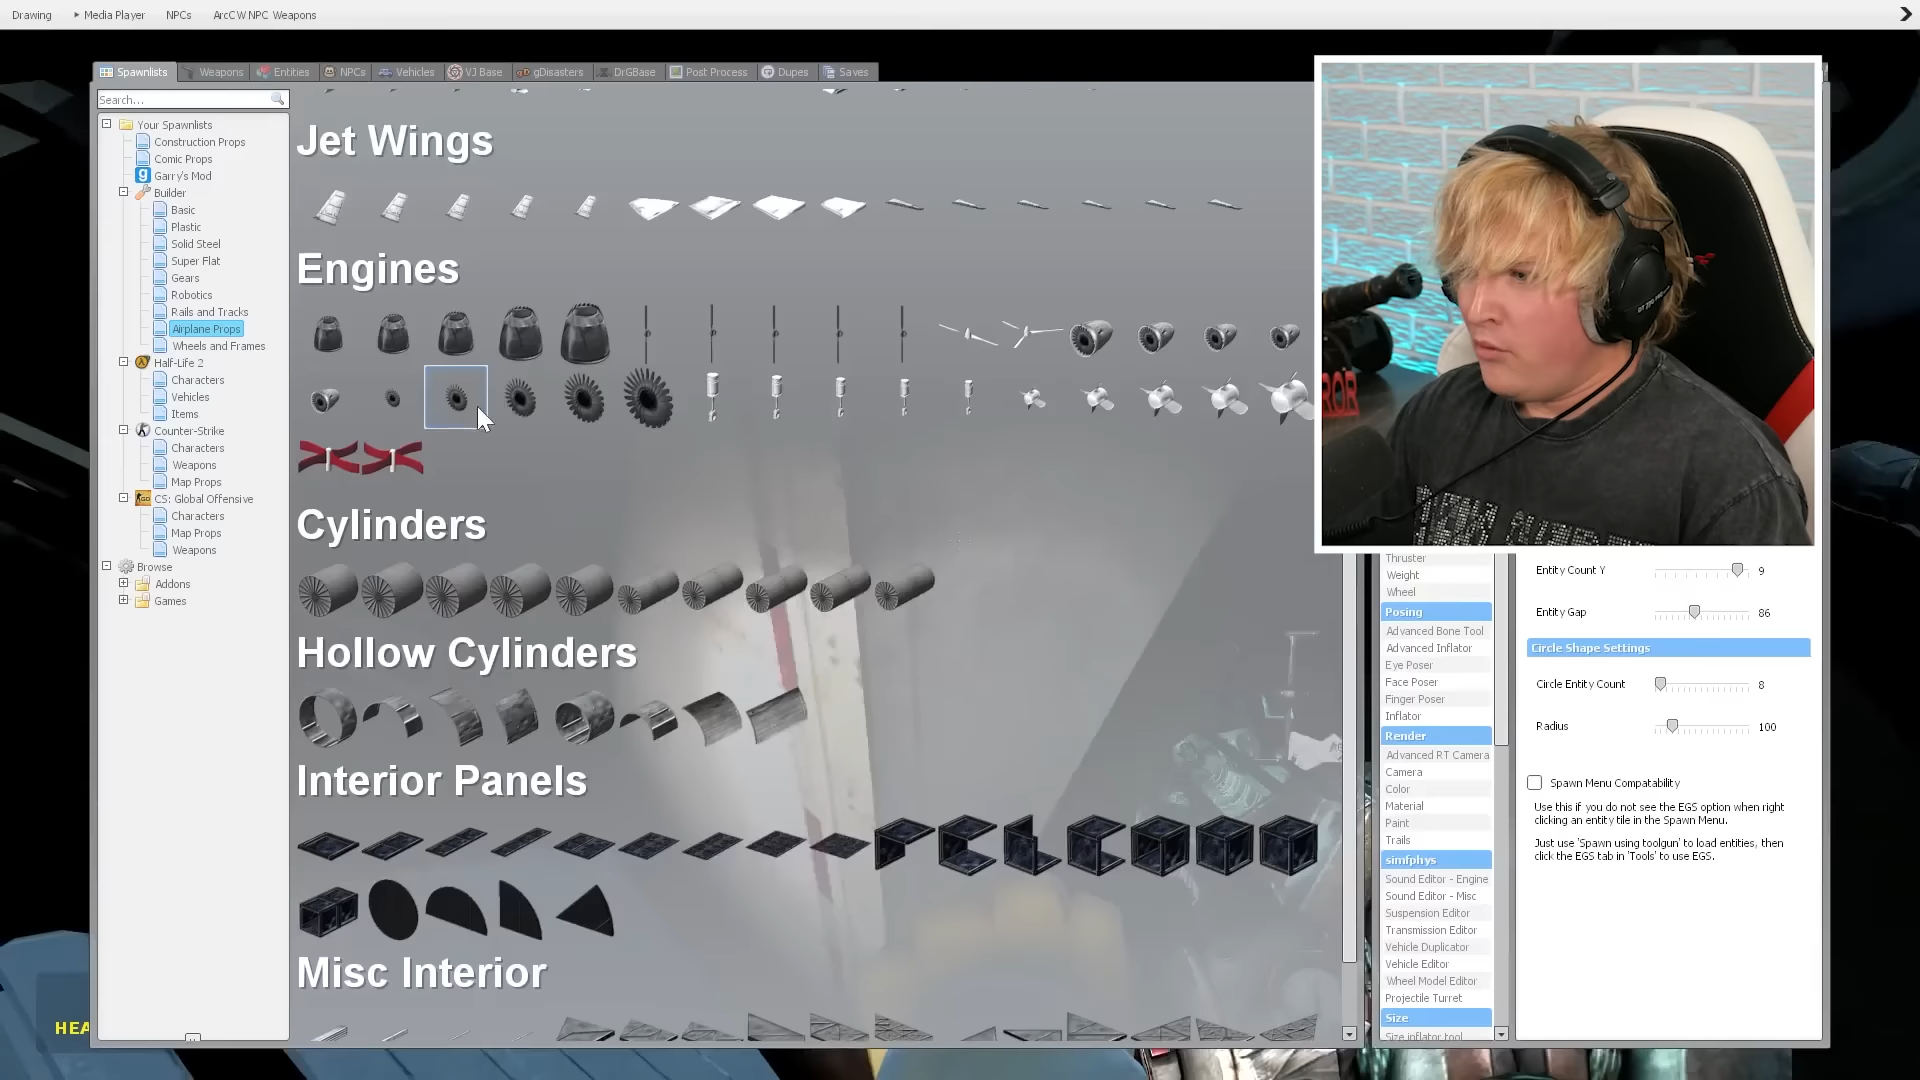 Drawing
Media Player
NPCs
ArcCW NPC Weapons
Spawnlists
Weapons
Entities
NPCs
Vehicles
VJ Base
gDisasters
DrGBase
Post Process
Dupes
Saves
Search...
Your Spawnlists
Construction Props
Comic Props
Garry's Mod
Builder
Basic
Plastic
Solid Steel
Super Flat
Gears
Robotics
Rails and Tracks
Airplane Props
Wheels and Frames
Half-Life 2
Characters
Vehicles
Items
Counter-Strike
Characters
Weapons
Map Props
CS: Global Offensive
Characters
Map Props
Weapons
Browse
Addons
Games
Jet Wings
Engines
Cylinders
Hollow Cylinders
Interior Panels
Misc Interior
HEA
Thruster
Weight
Wheel
Posing
Advanced Bone Tool
Advanced Inflator
Eye Poser
Face Poser
Finger Poser
Inflator
Render
Advanced RT Camera
Camera
Color
Material
Paint
Trails
simfphys
Sound Editor - Engine
Sound Editor - Misc
Suspension Editor
Transmission Editor
Vehicle Duplicator
Vehicle Editor
Wheel Model Editor
Projectile Turret
Size
Size inflator tool
Entity Count Y 9
Entity Gap 86
Circle Shape Settings
Circle Entity Count 8
Radius 100
Spawn Menu Compatability
Use this if you do not see the EGS option when right
clicking an entity tile in the Spawn Menu.
Just use 'Spawn using toolgun' to load entities, then
click the EGS tab in 'Tools' to use EGS.